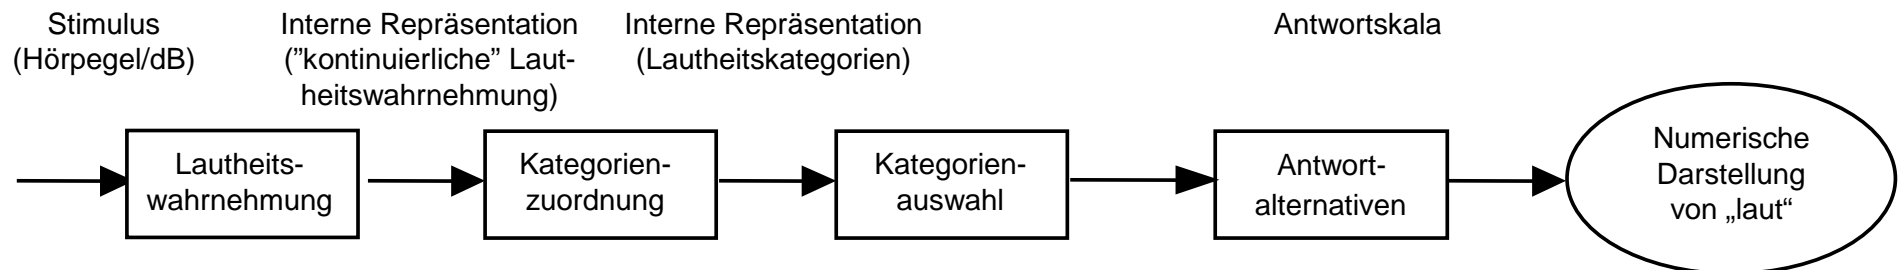 Stimulus
(Hörpegel/dB)
Interne Repräsentation
(”kontinuierliche” Laut-
heitswahrnehmung)
Interne Repräsentation
(Lautheitskategorien)
Antwortskala
Lautheits-
wahrnehmung
Kategorien-
zuordnung
Kategorien-
auswahl
Antwort-
alternativen
Numerische
Darstellung
von „laut“